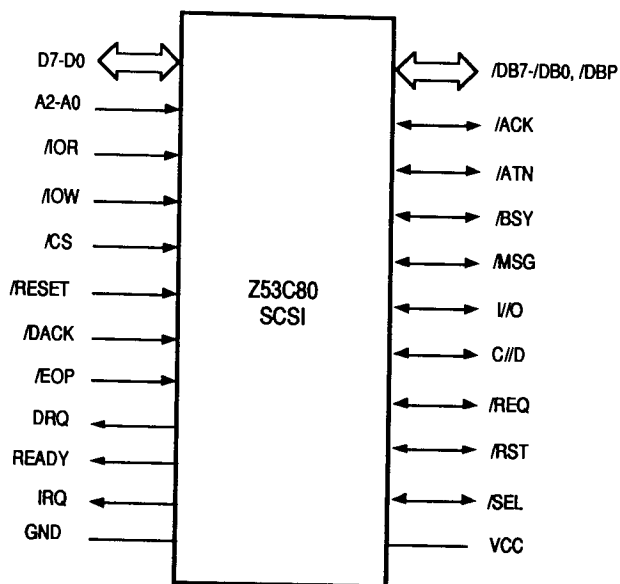 D7-D0
A2-A0
/IOR
/IOW
/CS
/RESET
/DACK
/EOP
DRQ
READY
IRQ
GND
Z53C80
SCSI
/DB7-/DB0, /DBP
/ACK
/ATN
/BSY
/MSG
I//O
C//D
/REQ
/RST
/SEL
VCC